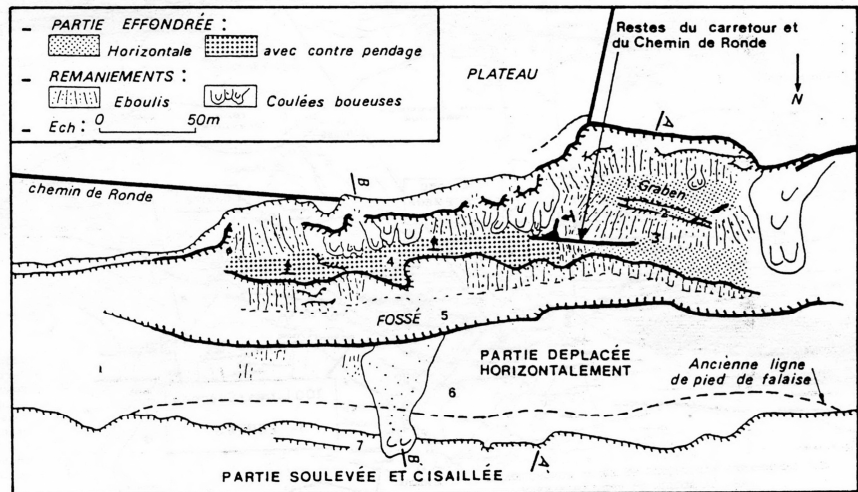 - PARTIE EFFONDRÉE :
Horizontale
avec contre pendage
- REMANIEMENTS :
Eboulis
Coulées boueuses
- Ech : 0 50m
Restes du carretour et
du Chemin de Ronde
PLATEAU
N
A
B
chemin de Ronde
1 Graben
2
3
4
FOSSÉ 5
PARTIE DEPLACÉE
HORIZONTALEMENT
Anciènne ligne
de pied de falaise
6
7
B
A
PARTIE SOULEVÉE ET CISAILLÉE